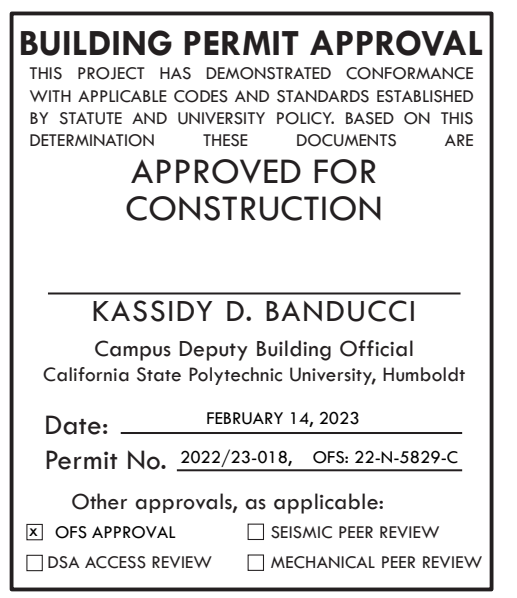 BUILDING PERMIT APPROVAL
THIS PROJECT HAS DEMONSTRATED CONFORMANCE
WITH APPLICABLE CODES AND STANDARDS ESTABLISHED
BY STATUTE AND UNIVERSITY POLICY. BASED ON THIS
DETERMINATION THESE DOCUMENTS ARE
APPROVED FOR
CONSTRUCTION
KASSIDY D. BANDUCCI
Campus Deputy Building Official
California State Polytechnic University, Humboldt
Date: FEBRUARY 14, 2023
Permit No. 2022/23-018, OFS: 22-N-5829-C
Other approvals, as applicable:
x OFS APPROVAL SEISMIC PEER REVIEW
DSA ACCESS REVIEW MECHANICAL PEER REVIEW